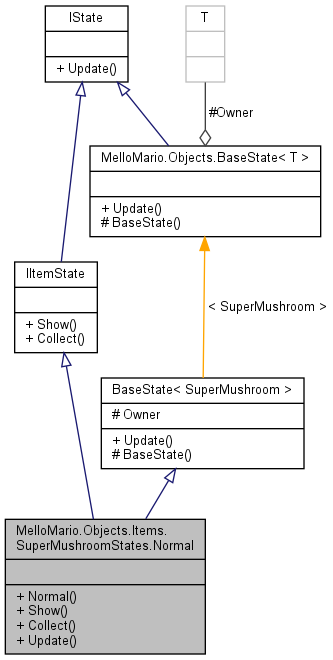 IState
+ Update()
T
#Owner
MelloMario.Objects.BaseState< T >
+ Update()
# BaseState()
IItemState
+ Show()
+ Collect()
< SuperMushroom >
BaseState< SuperMushroom >
# Owner
+ Update()
# BaseState()
MelloMario.Objects.Items.
SuperMushroomStates.Normal
+ Normal()
+ Show()
+ Collect()
+ Update()